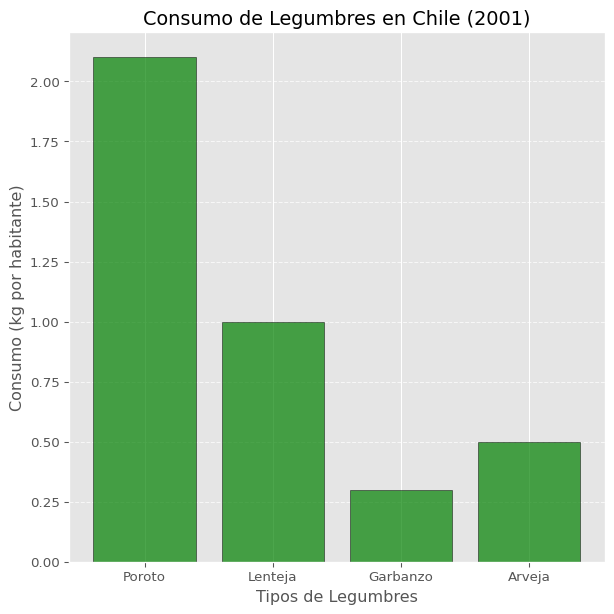 Consumo de Legumbres en Chile (2001)
Consumo (kg por habitante)
2.00
1.75
1.50
1.25
1.00
0.75
0.50
0.25
0.00
Poroto Lenteja Garbanzo Arveja
Tipos de Legumbres